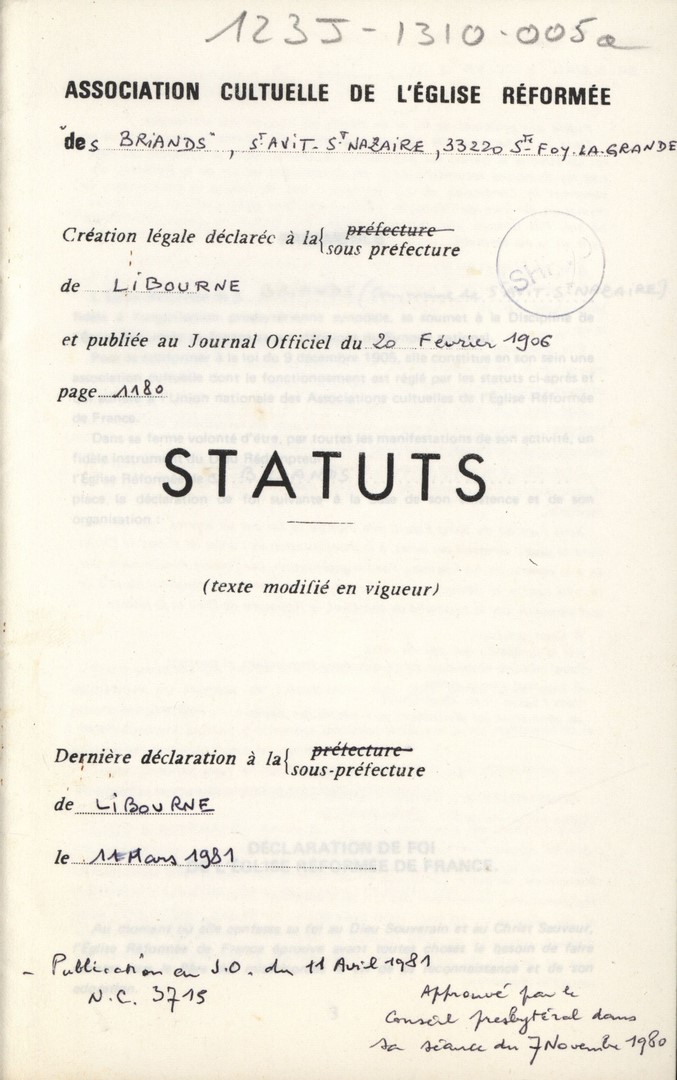 123J-1310-005a
ASSOCIATION CULTUELLE DE L'ÉGLISE RÉFORMÉE
des "BRIANDS", ST AVIT-ST NAZAIRE, 33220 STE FOY.LA.GRANDE
Création légale déclarée à la { préfecture
sous préfecture
de LIBOURNE
et publiée au Journal Officiel du 20 Février 1906
page 1180
STATUTS
(texte modifié en vigueur)
Dernière déclaration à la { préfecture
sous-préfecture
de LIBOURNE
le 11 Mars 1981
- Publication au J.O. du 11 Avril 1981
N.C. 3715
Approuvé par le
Conseil presbytéral dans
sa séance du 7 Novembre 1980